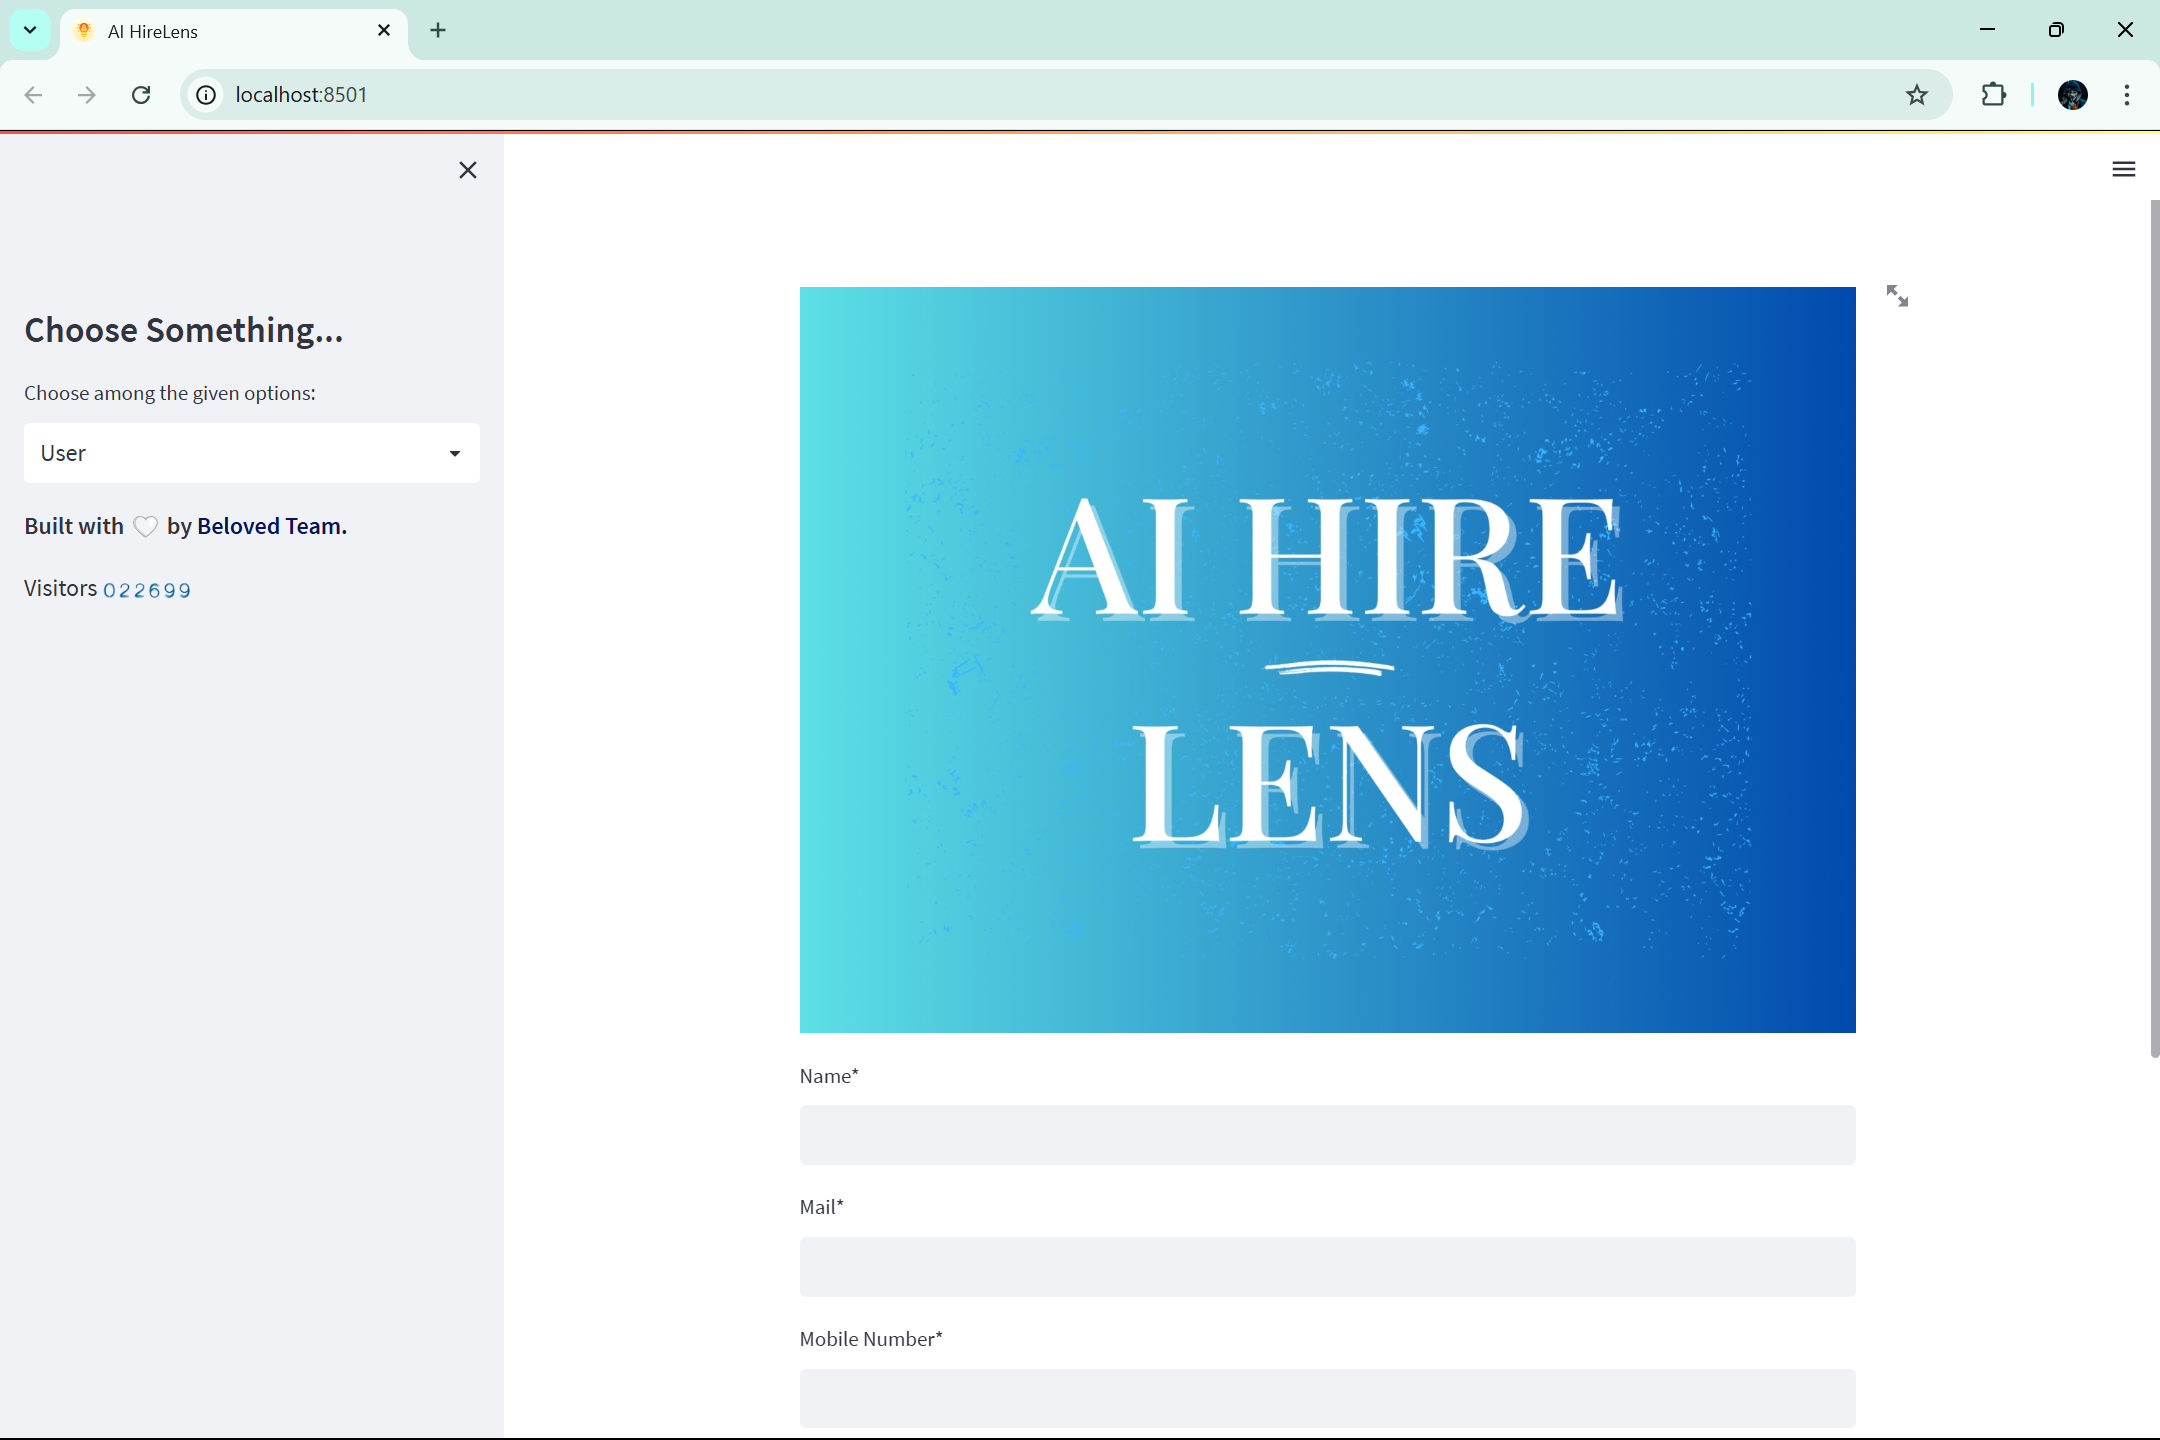 AI HireLens
localhost:8501
Choose Something...
Choose among the given options:
User
Built with 🤍 by Beloved Team.
Visitors 022699
AI HIRE
LENS
Name*
Mail*
Mobile Number*